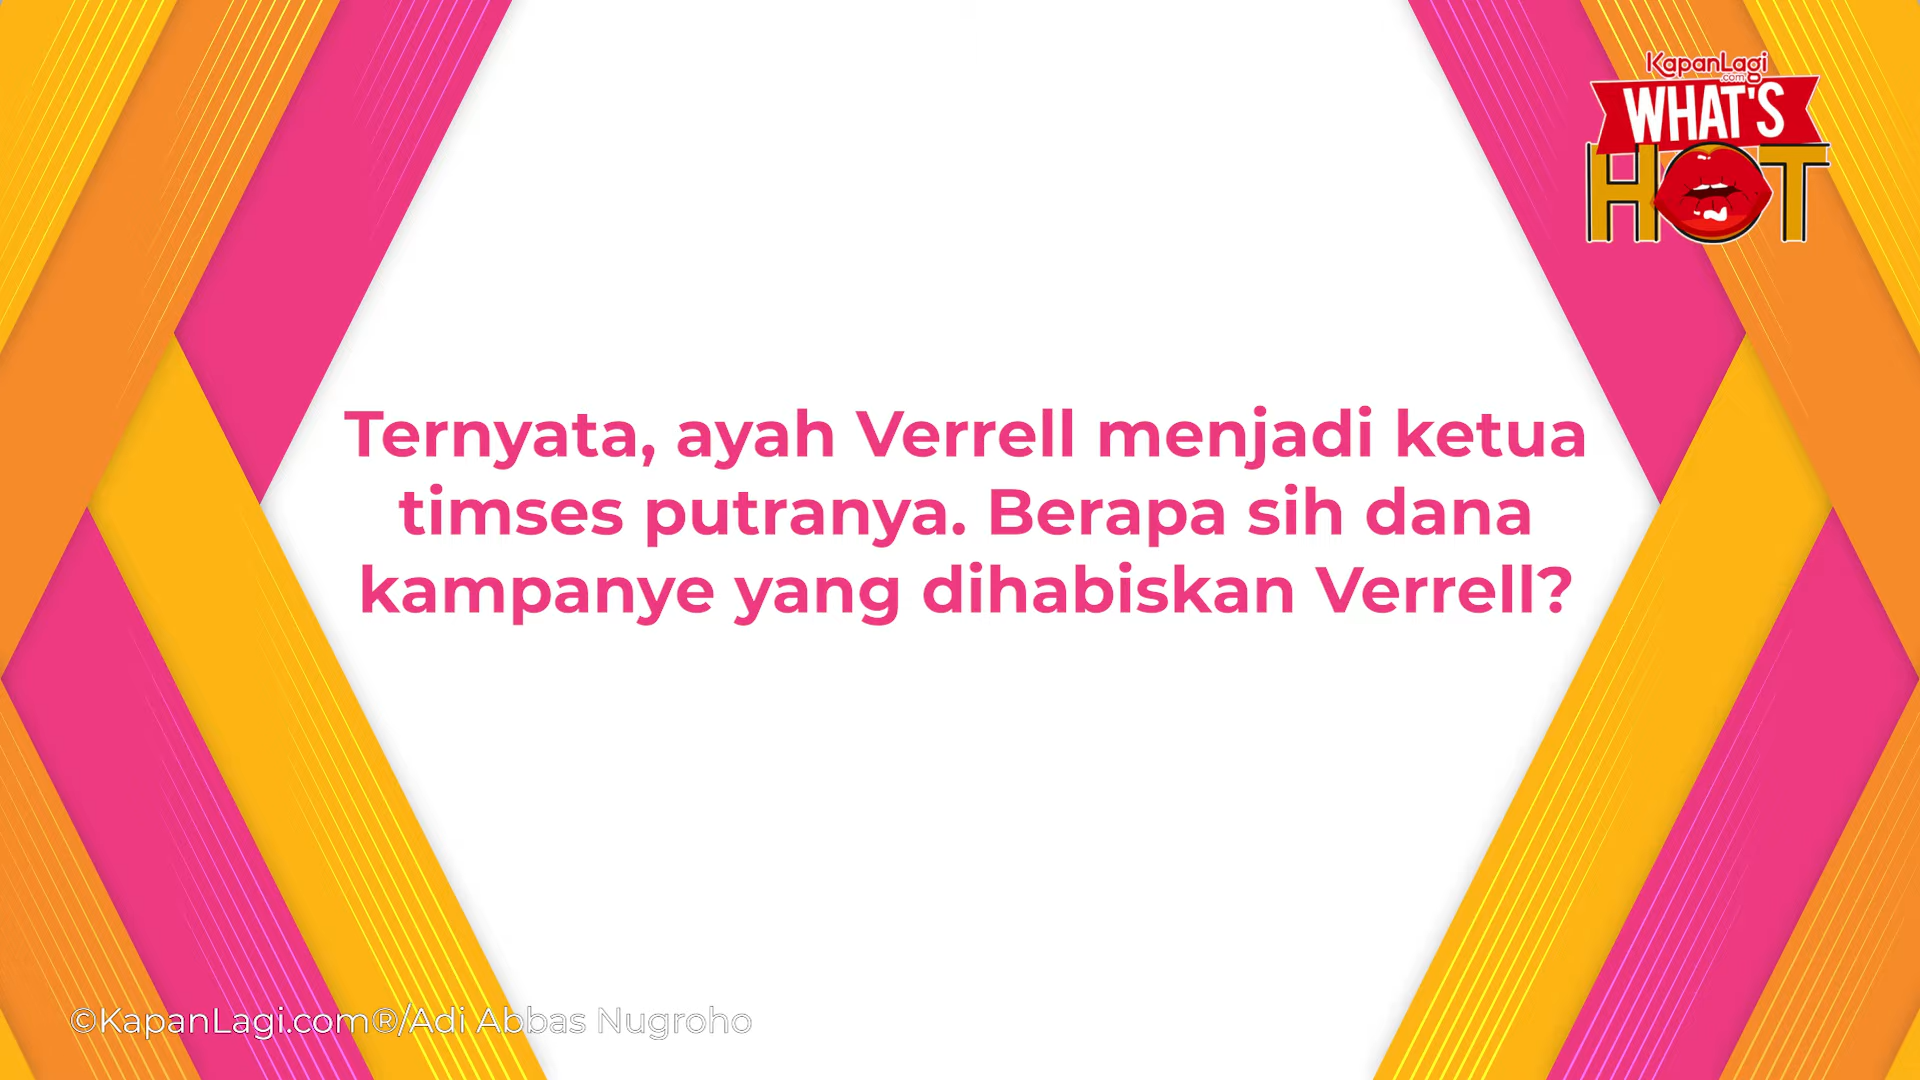 KapanLagi
.com
WHAT'S
HOT
Ternyata, ayah Verrell menjadi ketua
timses putranya. Berapa sih dana
kampanye yang dihabiskan Verrell?
©KapanLagi.com®/Adi Abbas Nugroho